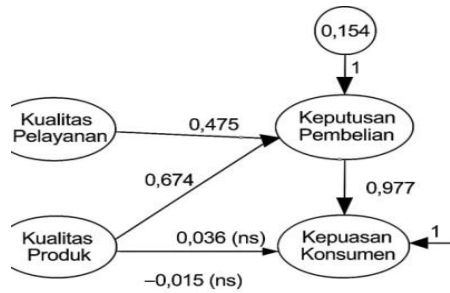 0,154
1
Kualitas
Pelayanan
0,475
Keputusan
Pembelian
0,674
0,977
Kualitas
Produk
0,036 (ns)
Kepuasan
Konsumen
1
–0,015 (ns)